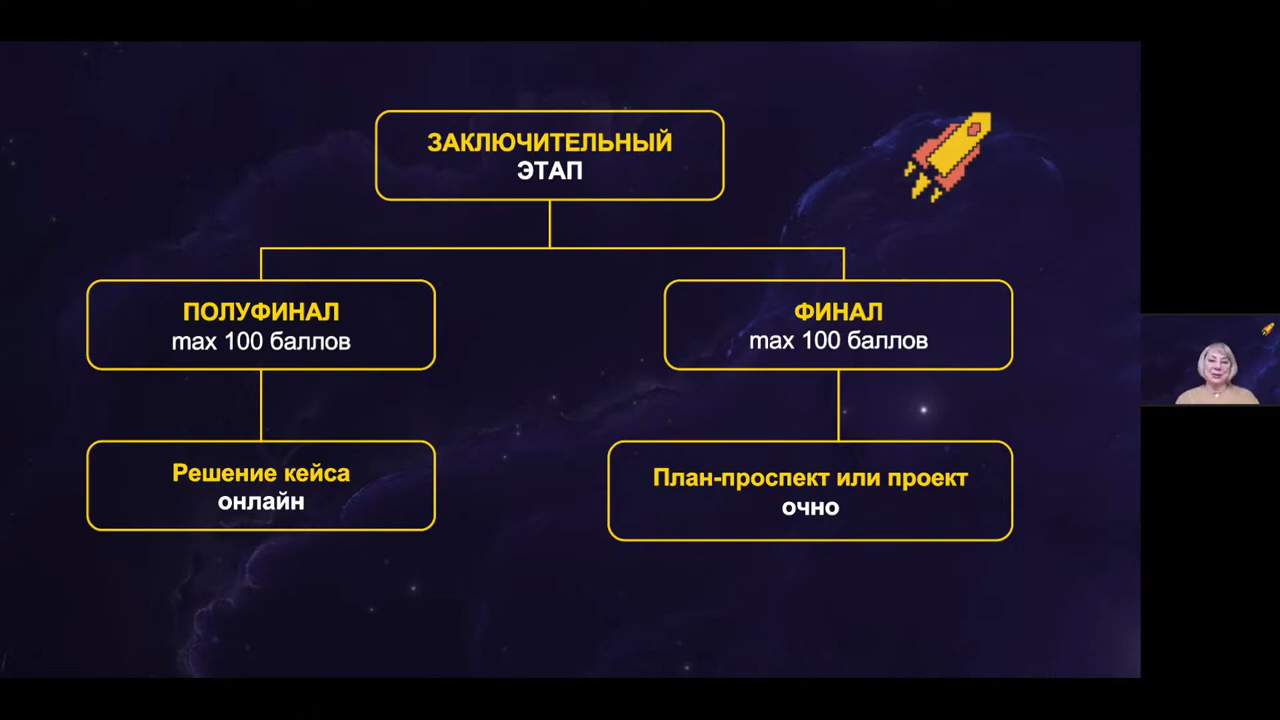 ЗАКЛЮЧИТЕЛЬНЫЙ
ЭТАП
ПОЛУФИНАЛ
max 100 баллов
ФИНАЛ
max 100 баллов
Решение кейса
онлайн
План-проспект или проект
очно